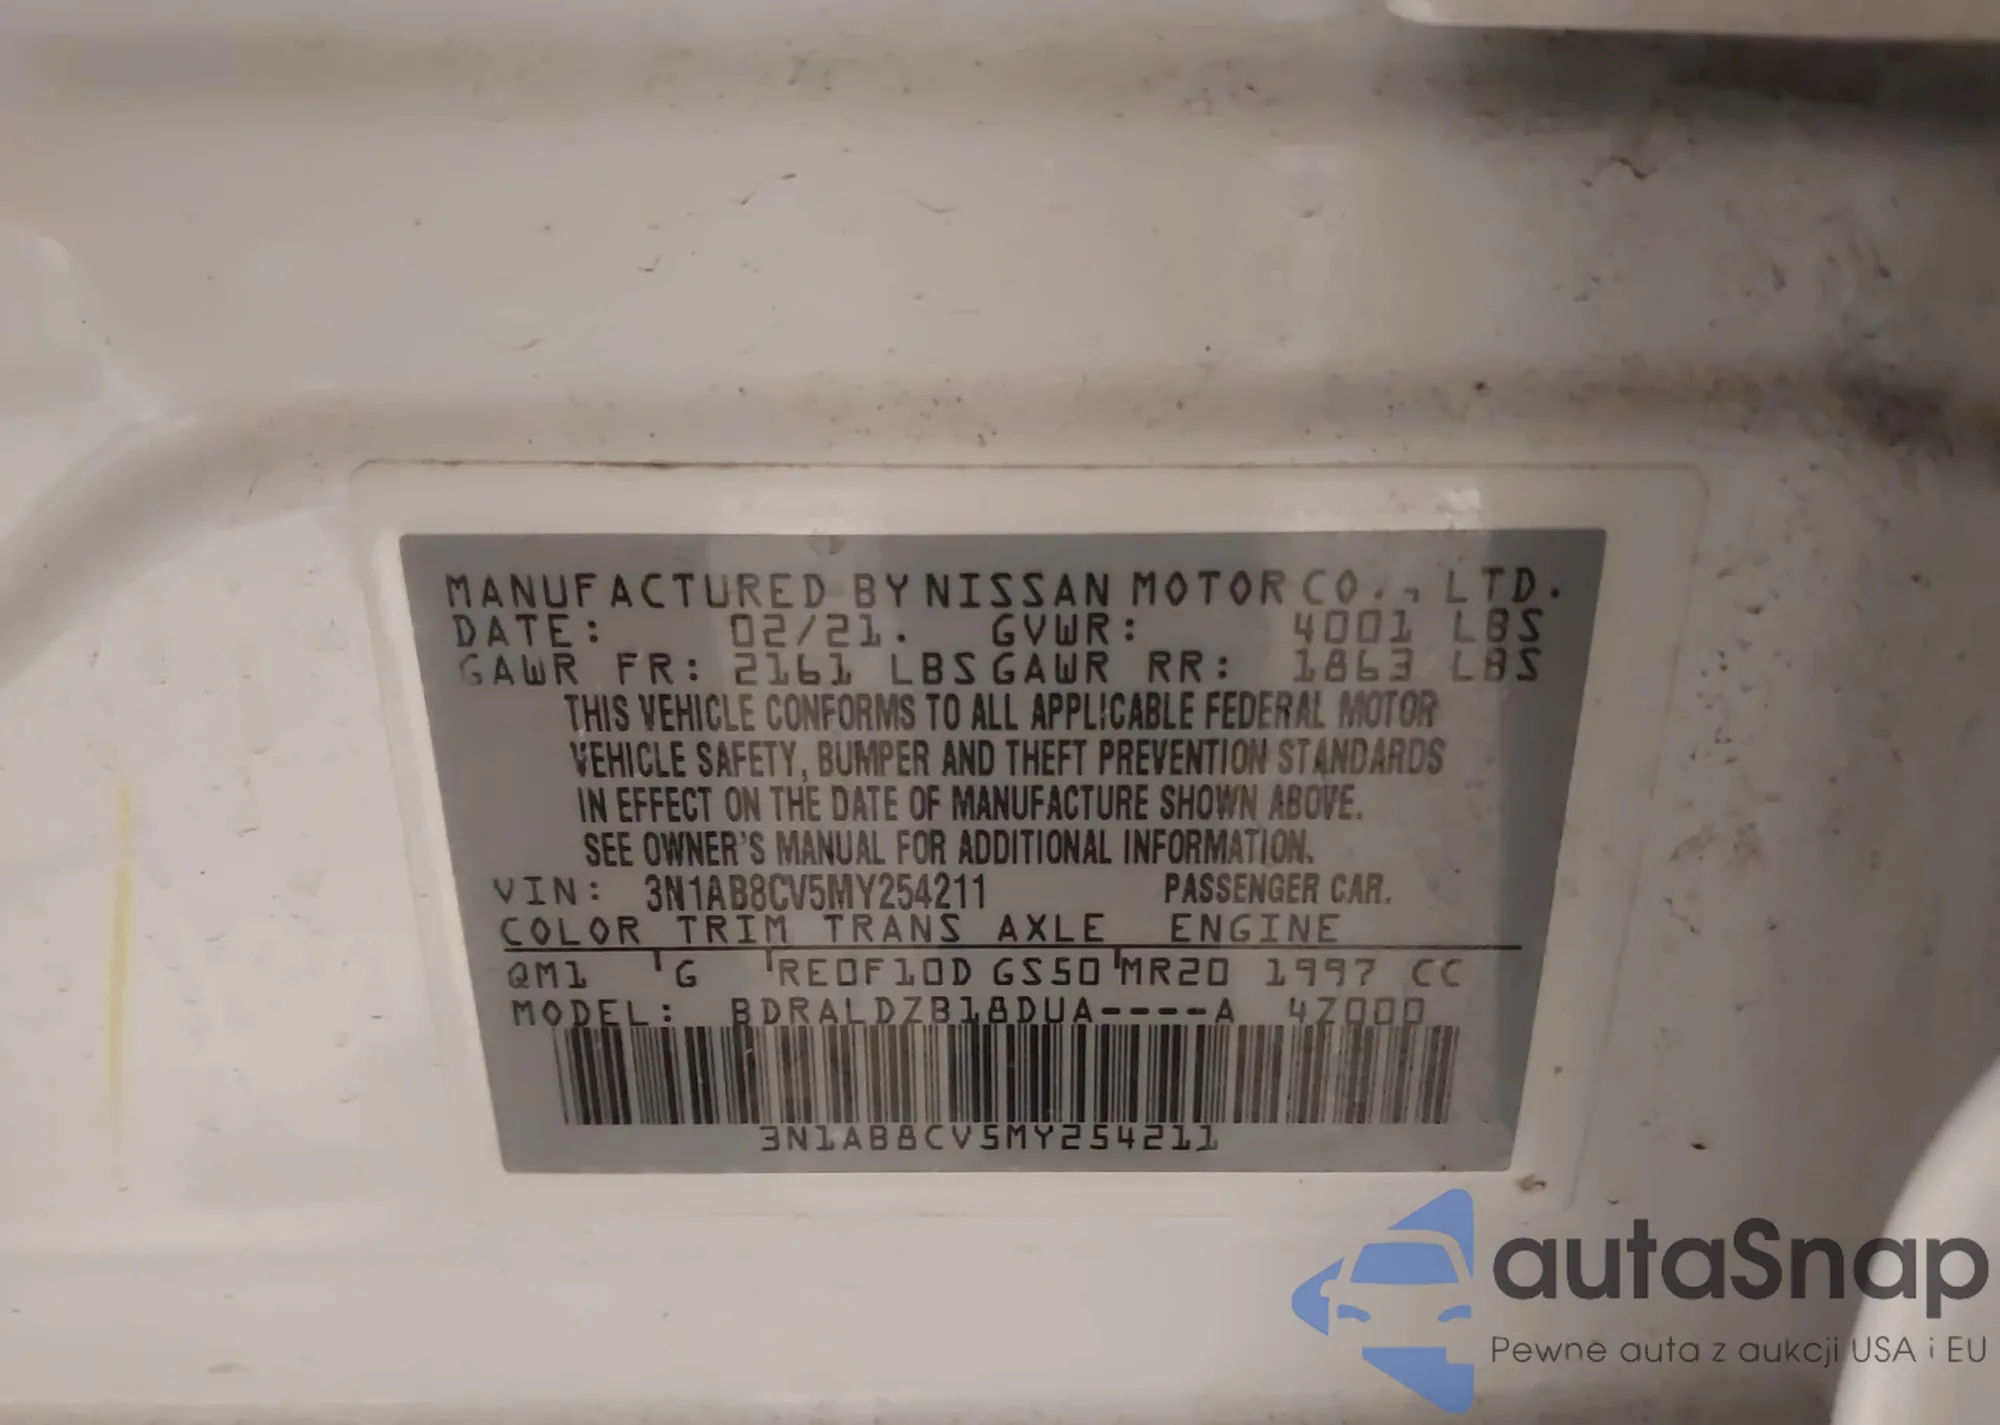 MANUFACTURED BY NISSAN MOTOR CO., LTD.
DATE: 02/21. GVWR: 4001 LBS
GAWR FR: 2161 LBS GAWR RR: 1863 LBS
THIS VEHICLE CONFORMS TO ALL APPLICABLE FEDERAL MOTOR
VEHICLE SAFETY, BUMPER AND THEFT PREVENTION STANDARDS
IN EFFECT ON THE DATE OF MANUFACTURE SHOWN ABOVE.
SEE OWNER'S MANUAL FOR ADDITIONAL INFORMATION.
VIN: 3N1AB8CV5MY254211 PASSENGER CAR.
COLOR TRIM TRANS AXLE ENGINE
QM1 G RE0F10D GS50 MR20 1997 CC
MODEL: BDRALDZB18DUA----A 4Z000
3N1AB8CV5MY254211
autaSnap
Pewne auta z aukcji USA i EU